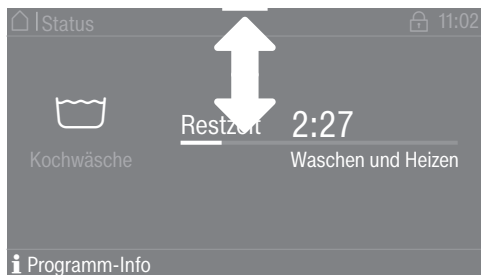 Status 11:02
Restzeit 2:27
Kochwäsche Waschen und Heizen
Programm-Info